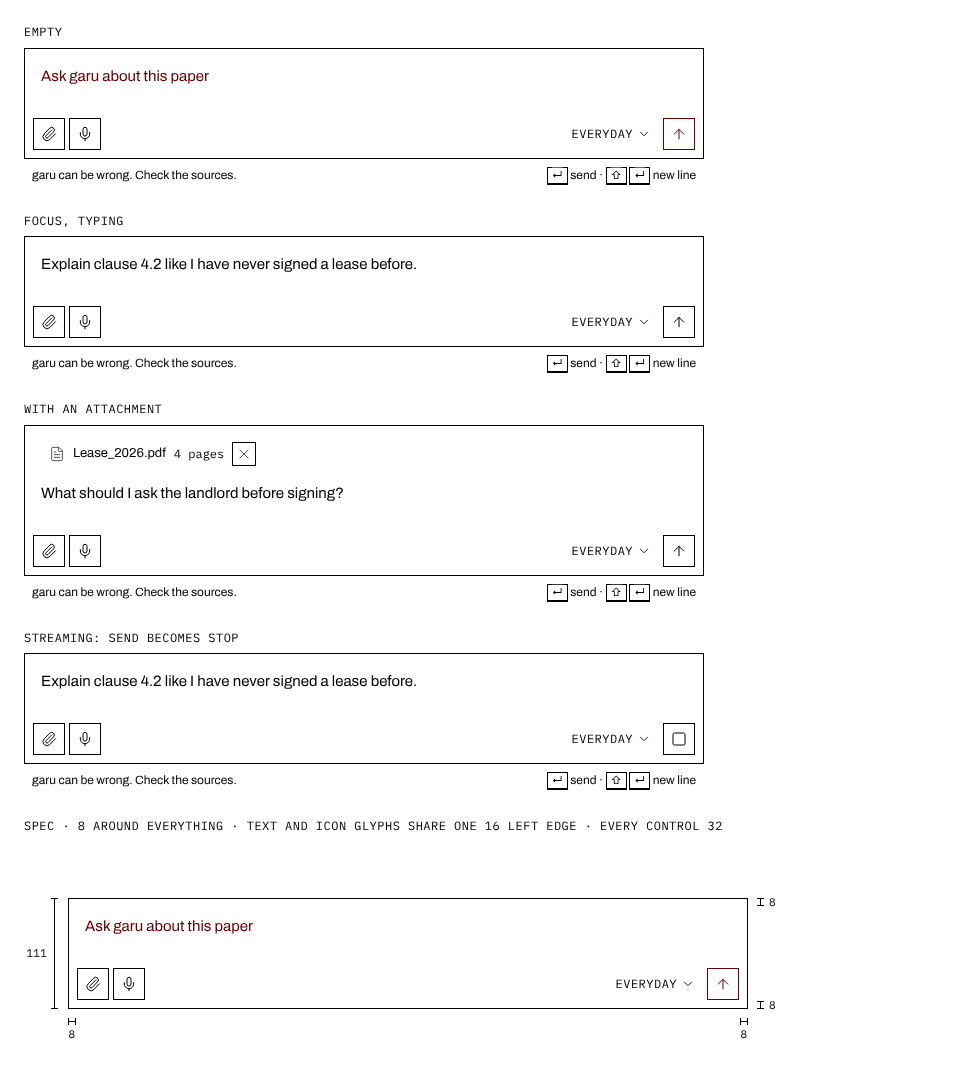 EMPTY
Ask garu about this paper
EVERYDAY
garu can be wrong. Check the sources.
send · new line
FOCUS, TYPING
Explain clause 4.2 like I have never signed a lease before.
EVERYDAY
garu can be wrong. Check the sources.
send · new line
WITH AN ATTACHMENT
Lease_2026.pdf 4 pages
What should I ask the landlord before signing?
EVERYDAY
garu can be wrong. Check the sources.
send · new line
STREAMING: SEND BECOMES STOP
Explain clause 4.2 like I have never signed a lease before.
EVERYDAY
garu can be wrong. Check the sources.
send · new line
SPEC · 8 AROUND EVERYTHING · TEXT AND ICON GLYPHS SHARE ONE 16 LEFT EDGE · EVERY CONTROL 32
8
Ask garu about this paper
111
EVERYDAY
8
8 8